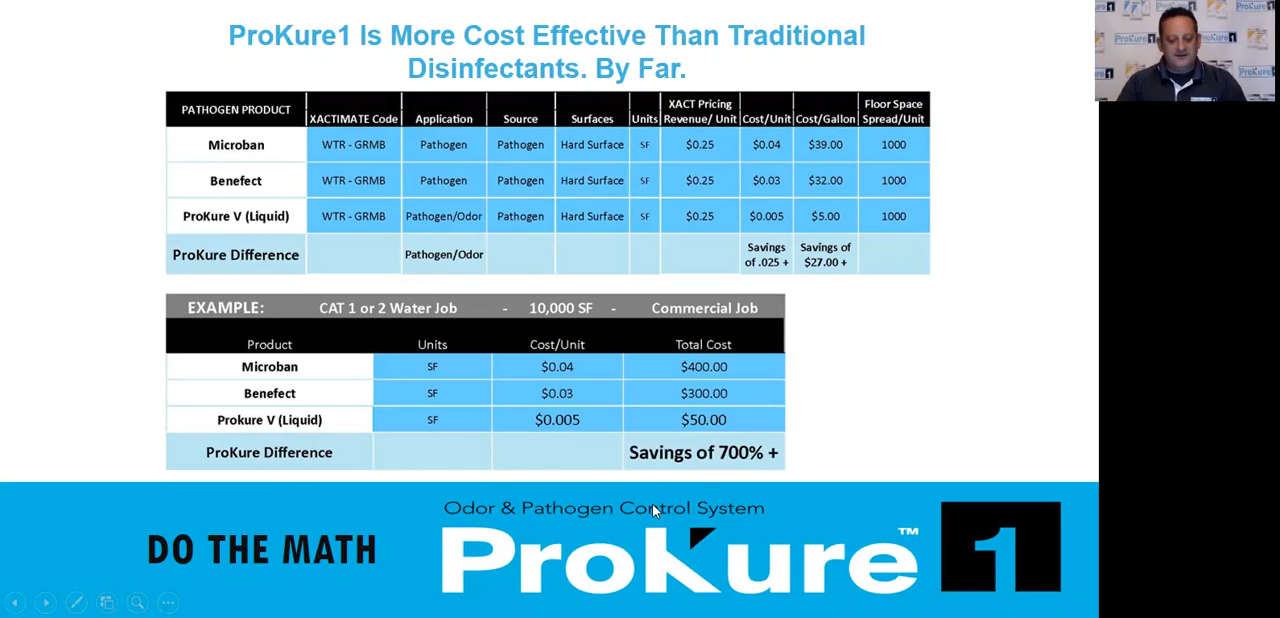 ProKure1 Is More Cost Effective Than Traditional
Disinfectants. By Far.
PATHOGEN PRODUCT XACTIMATE Code Application Source Surfaces Units XACT Pricing Revenue/ Unit Cost/Unit Cost/Gallon Floor Space Spread/Unit
Microban WTR - GRMB Pathogen Pathogen Hard Surface SF $0.25 $0.04 $39.00 1000
Benefect WTR - GRMB Pathogen Pathogen Hard Surface SF $0.25 $0.03 $32.00 1000
ProKure V (Liquid) WTR - GRMB Pathogen/Odor Pathogen Hard Surface SF $0.25 $0.005 $5.00 1000
ProKure Difference Pathogen/Odor Savings of .025 + Savings of $27.00 +
EXAMPLE: CAT 1 or 2 Water Job - 10,000 SF - Commercial Job
Product Units Cost/Unit Total Cost
Microban SF $0.04 $400.00
Benefect SF $0.03 $300.00
Prokure V (Liquid) SF $0.005 $50.00
ProKure Difference Savings of 700% +
DO THE MATH
Odor & Pathogen Control System
ProKure™ 1